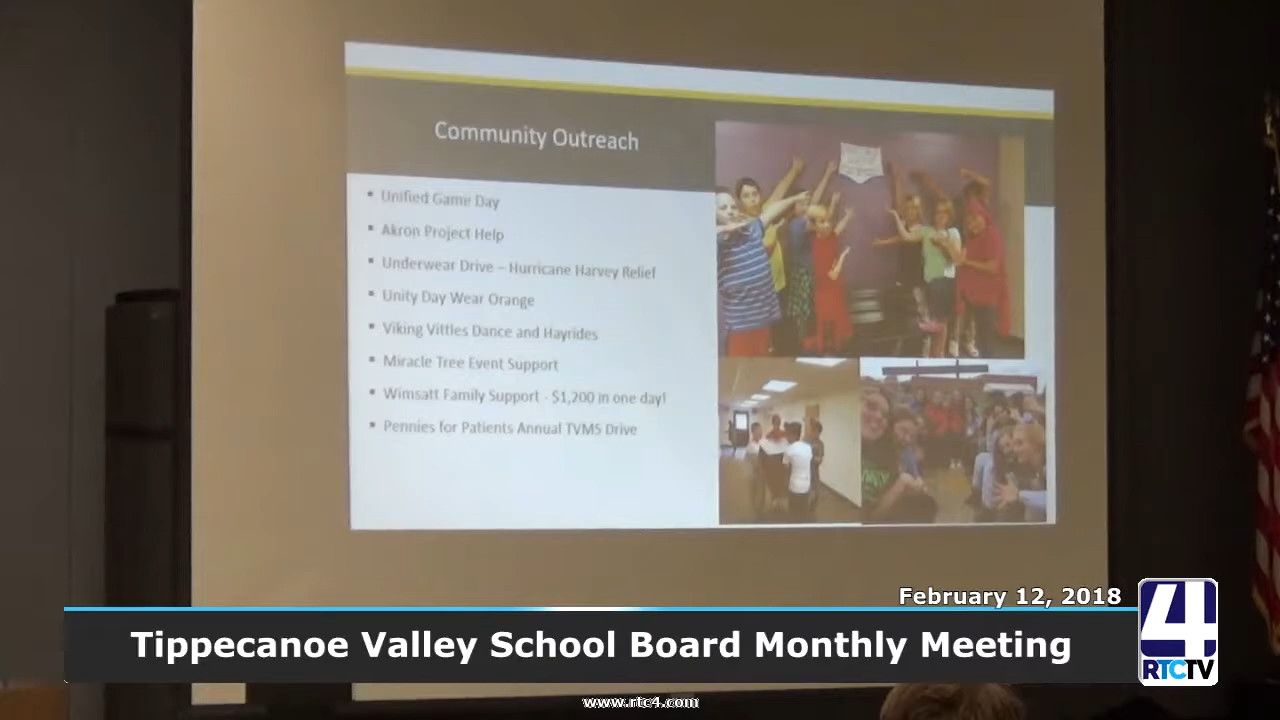 Community Outreach
Unified Game Day
Akron Project Help
Underwear Drive – Hurricane Harvey Relief
Unity Day Wear Orange
Viking Vittles Dance and Hayrides
Miracle Tree Event Support
Wimsatt Family Support - $1,200 in one day!
Pennies for Patients Annual TVMS Drive
February 12, 2018
Tippecanoe Valley School Board Monthly Meeting
4
RTCTV
www.rtc4.com